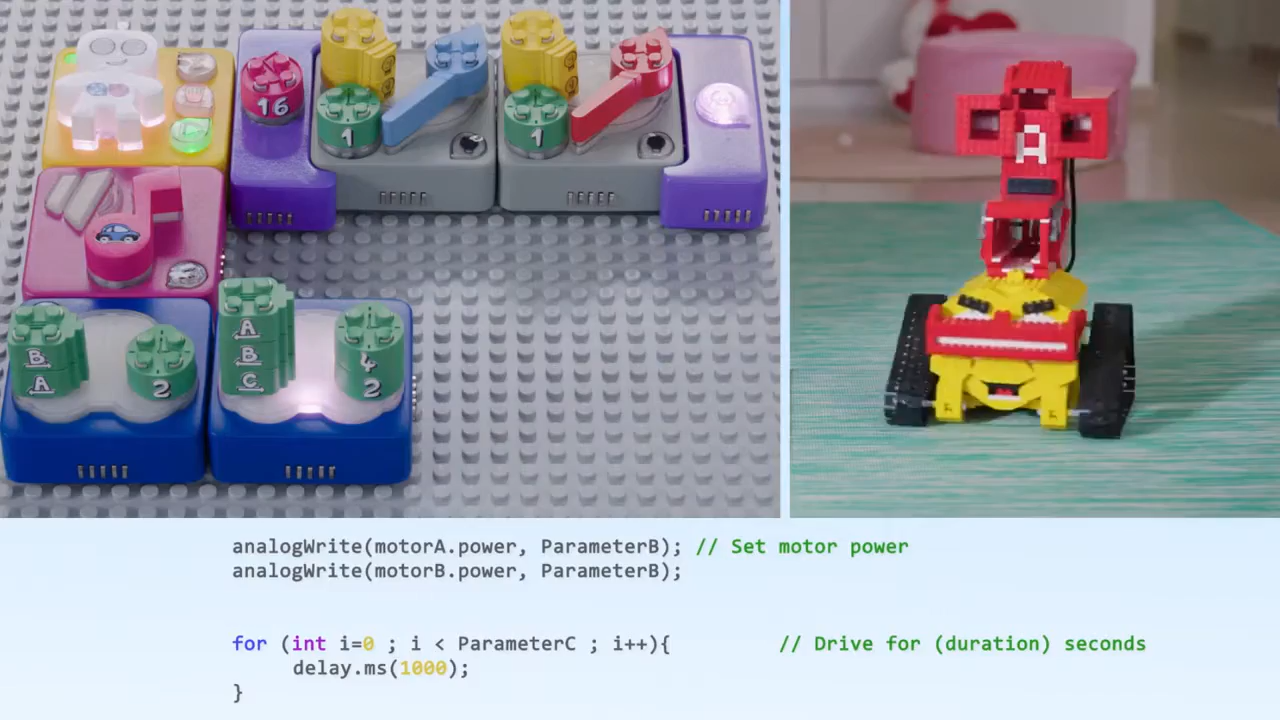 16
1
1
B
A
2
A
B
C
4
2
A
analogWrite(motorA.power, ParameterB); // Set motor power
analogWrite(motorB.power, ParameterB);
for (int i=0 ; i < ParameterC ; i++){ // Drive for (duration) seconds
delay.ms(1000);
}